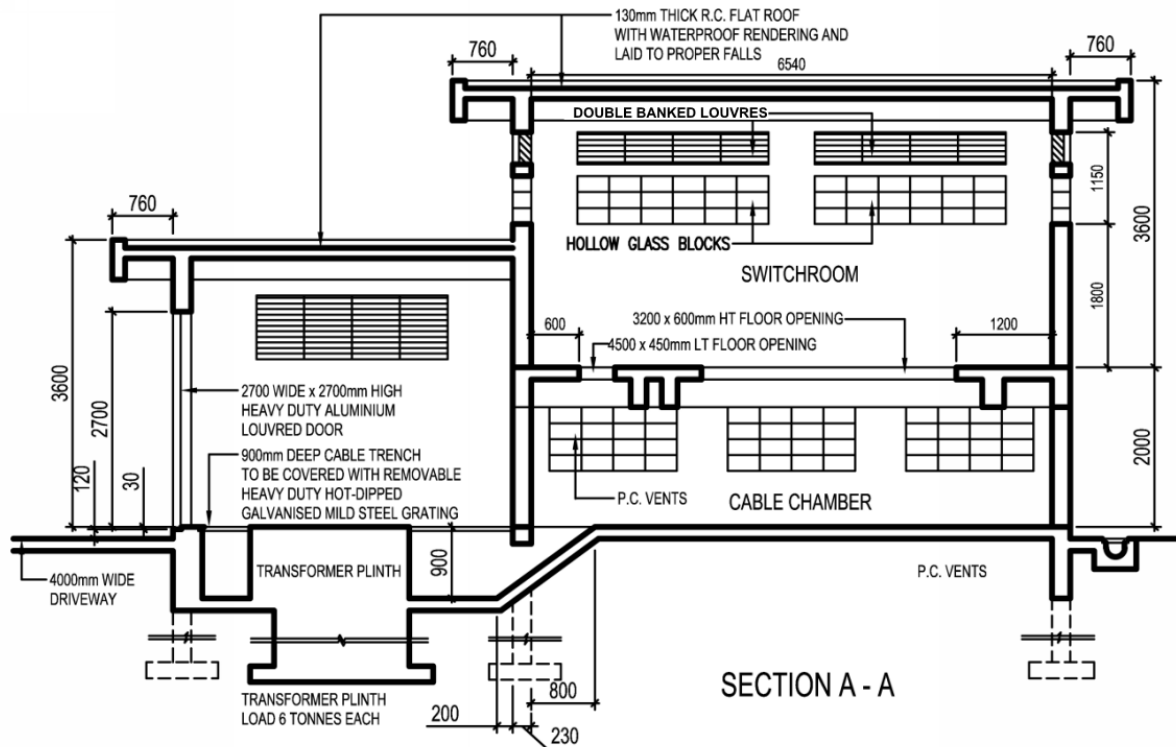 130mm THICK R.C. FLAT ROOF
WITH WATERPROOF RENDERING AND
LAID TO PROPER FALLS
760
6540
760
DOUBLE BANKED LOUVRES
1150
3600
760
HOLLOW GLASS BLOCKS
SWITCHROOM
1800
3200 x 600mm HT FLOOR OPENING
600
1200
4500 x 450mm LT FLOOR OPENING
3600
2700
2700 WIDE x 2700mm HIGH
HEAVY DUTY ALUMINIUM
LOUVRED DOOR
900mm DEEP CABLE TRENCH
TO BE COVERED WITH REMOVABLE
HEAVY DUTY HOT-DIPPED
GALVANISED MILD STEEL GRATING
120
30
2000
P.C. VENTS
CABLE CHAMBER
TRANSFORMER PLINTH
900
P.C. VENTS
4000mm WIDE
DRIVEWAY
TRANSFORMER PLINTH
LOAD 6 TONNES EACH
800
SECTION A - A
200
230